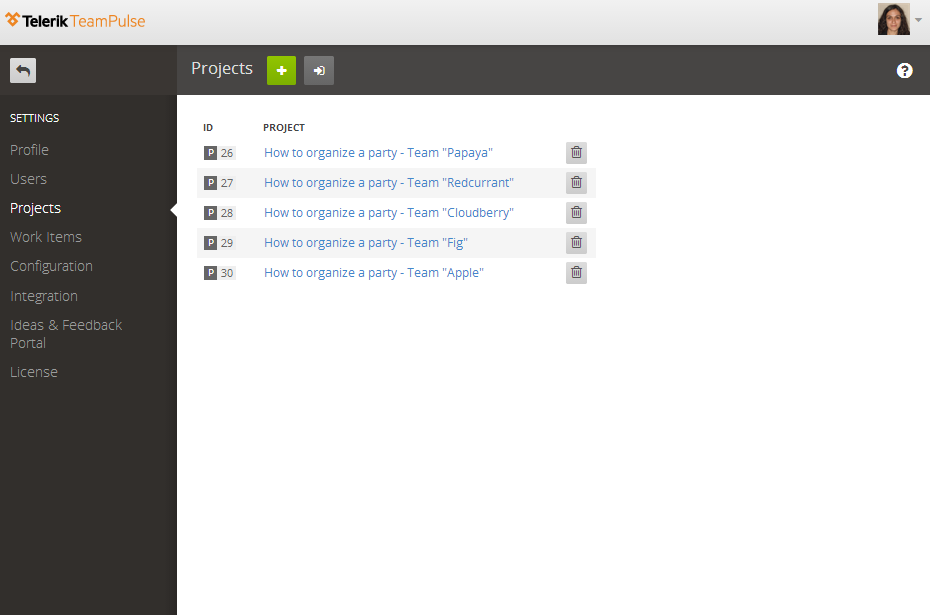 Telerik TeamPulse
Projects
SETTINGS
Profile
Users
Projects
Work Items
Configuration
Integration
Ideas & Feedback
Portal
License
ID PROJECT
P 26 How to organize a party - Team "Papaya"
P 27 How to organize a party - Team "Redcurrant"
P 28 How to organize a party - Team "Cloudberry"
P 29 How to organize a party - Team "Fig"
P 30 How to organize a party - Team "Apple"